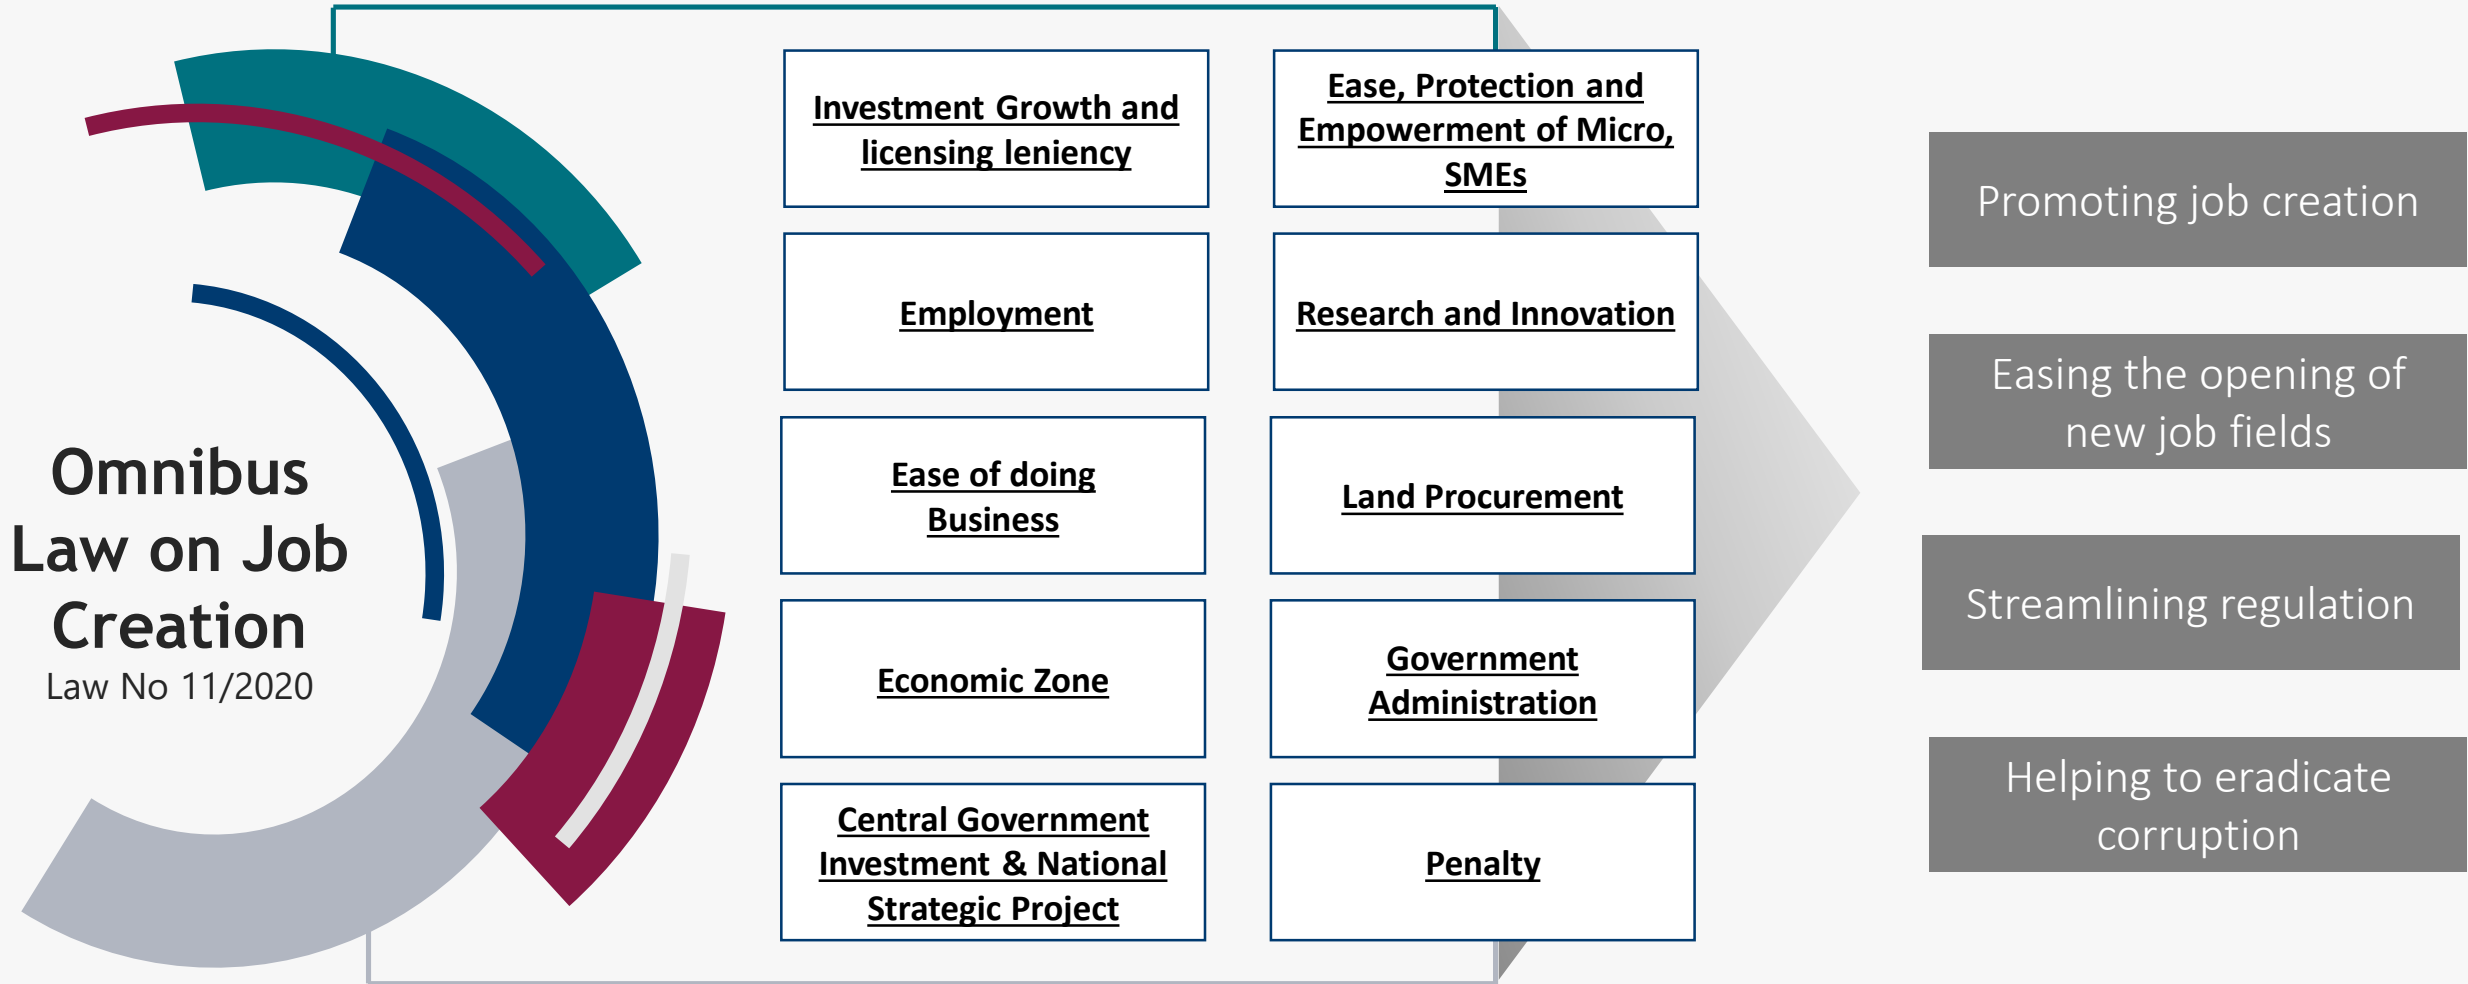 Omnibus
Law on Job
Creation
Law No 11/2020
Investment Growth and
licensing leniency
Ease, Protection and
Empowerment of Micro,
SMEs
Employment
Research and Innovation
Ease of doing
Business
Land Procurement
Economic Zone
Government
Administration
Central Government
Investment & National
Strategic Project
Penalty
Promoting job creation
Easing the opening of
new job fields
Streamlining regulation
Helping to eradicate
corruption